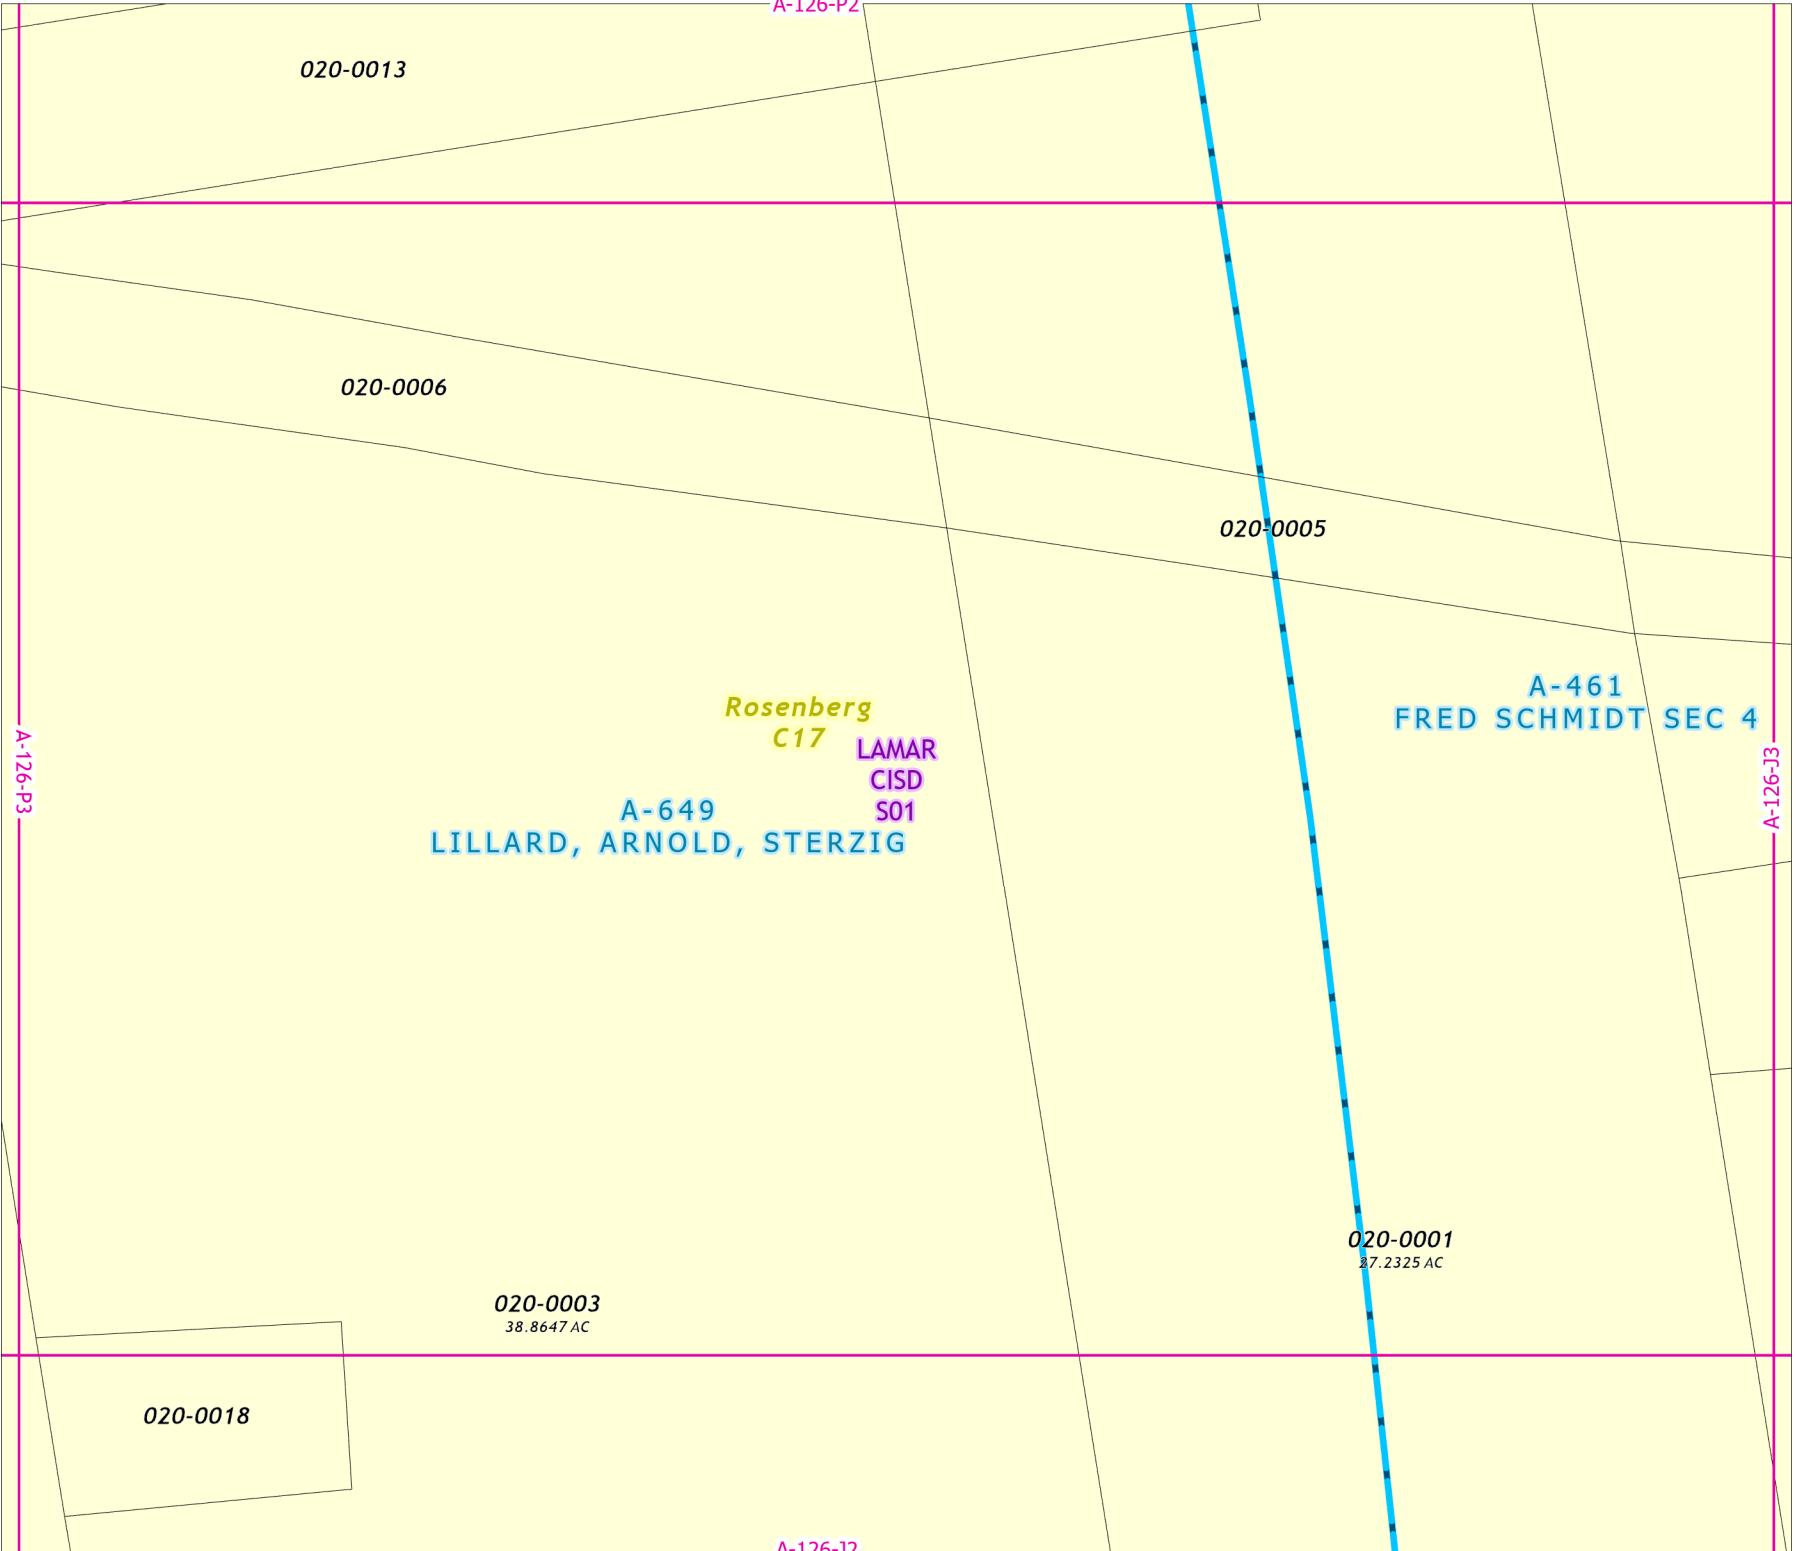 A-126-P2
020-0013
020-0006
020-0005
A-461
FRED SCHMIDT SEC 4
Rosenberg
C17
LAMAR
CISD
S01
A-126-P3
A-126-J3
A-649
LILLARD, ARNOLD, STERZIG
020-0001
27.2325 AC
020-0003
38.8647 AC
020-0018
A-126-J2